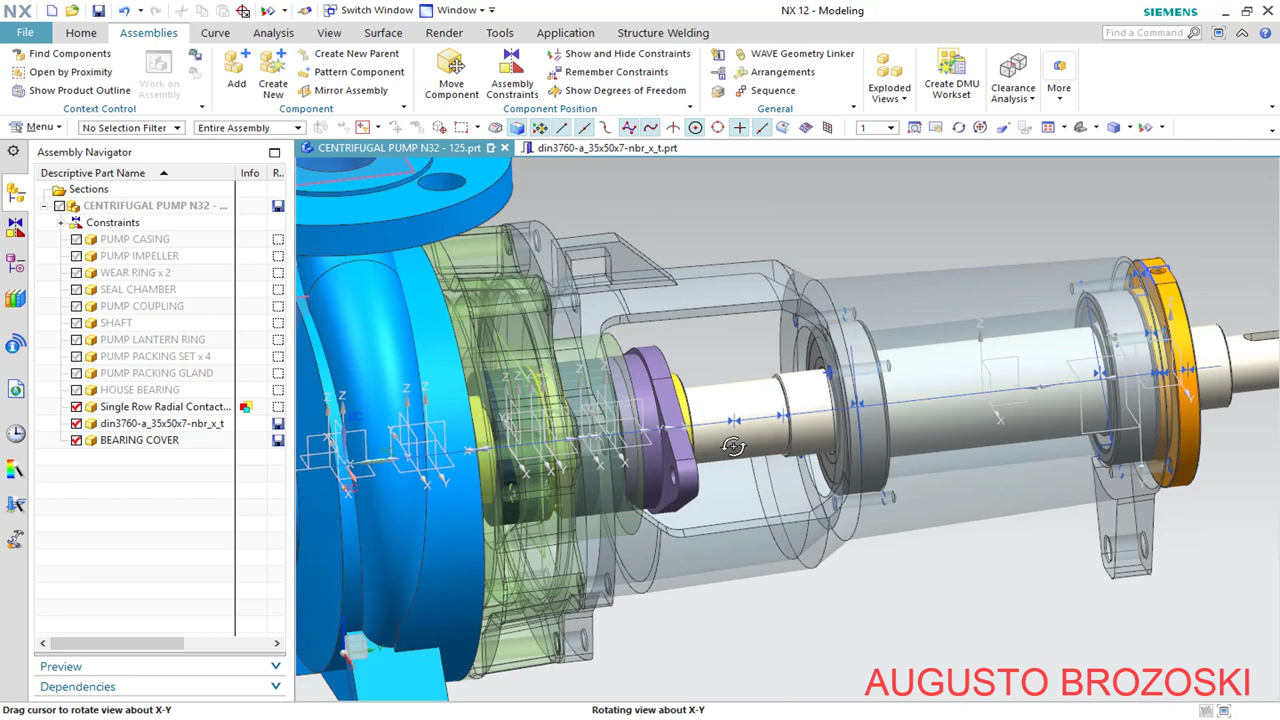 NX
Switch Window
Window
NX 12 - Modeling
SIEMENS
File
Home
Assemblies
Curve
Analysis
View
Surface
Render
Tools
Application
Structure Welding
Find a Command
Find Components
Open by Proximity
Show Product Outline
Work on Assembly
Context Control
Add
Create New
Create New Parent
Pattern Component
Mirror Assembly
Component
Move Component
Assembly Constraints
Show and Hide Constraints
Remember Constraints
Show Degrees of Freedom
Component Position
WAVE Geometry Linker
Arrangements
Sequence
General
Exploded Views
Create DMU Workset
Clearance Analysis
More
Menu
No Selection Filter
Entire Assembly
1
Assembly Navigator
CENTRIFUGAL PUMP N32 - 125.prt
din3760-a_35x50x7-nbr_x_t.prt
Descriptive Part Name
Info
R..
Sections
CENTRIFUGAL PUMP N32 - ...
Constraints
PUMP CASING
PUMP IMPELLER
WEAR RING x 2
SEAL CHAMBER
PUMP COUPLING
SHAFT
PUMP LANTERN RING
PUMP PACKING SET x 4
PUMP PACKING GLAND
HOUSE BEARING
Single Row Radial Contact...
din3760-a_35x50x7-nbr_x_t
BEARING COVER
Preview
Dependencies
AUGUSTO BROZOSKI
Drag cursor to rotate view about X-Y
Rotating view about X-Y